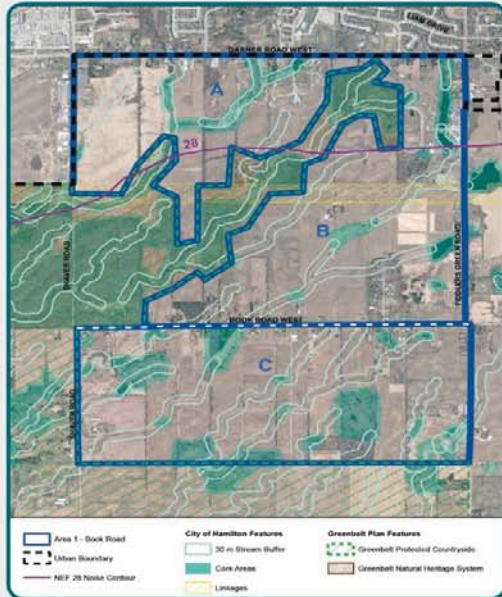 LIAM DRIVE
GARNER ROAD WEST
A
28
B
SHAVER ROAD
FIDDLERS GREEN ROAD
BOOK ROAD WEST
C
Area 1 - Book Road
Urban Boundary
NEF 28 Noise Contour
City of Hamilton Features
30 m Stream Buffer
Core Areas
Linkages
Greenbelt Plan Features
Greenbelt Protected Countryside
Greenbelt Natural Heritage System